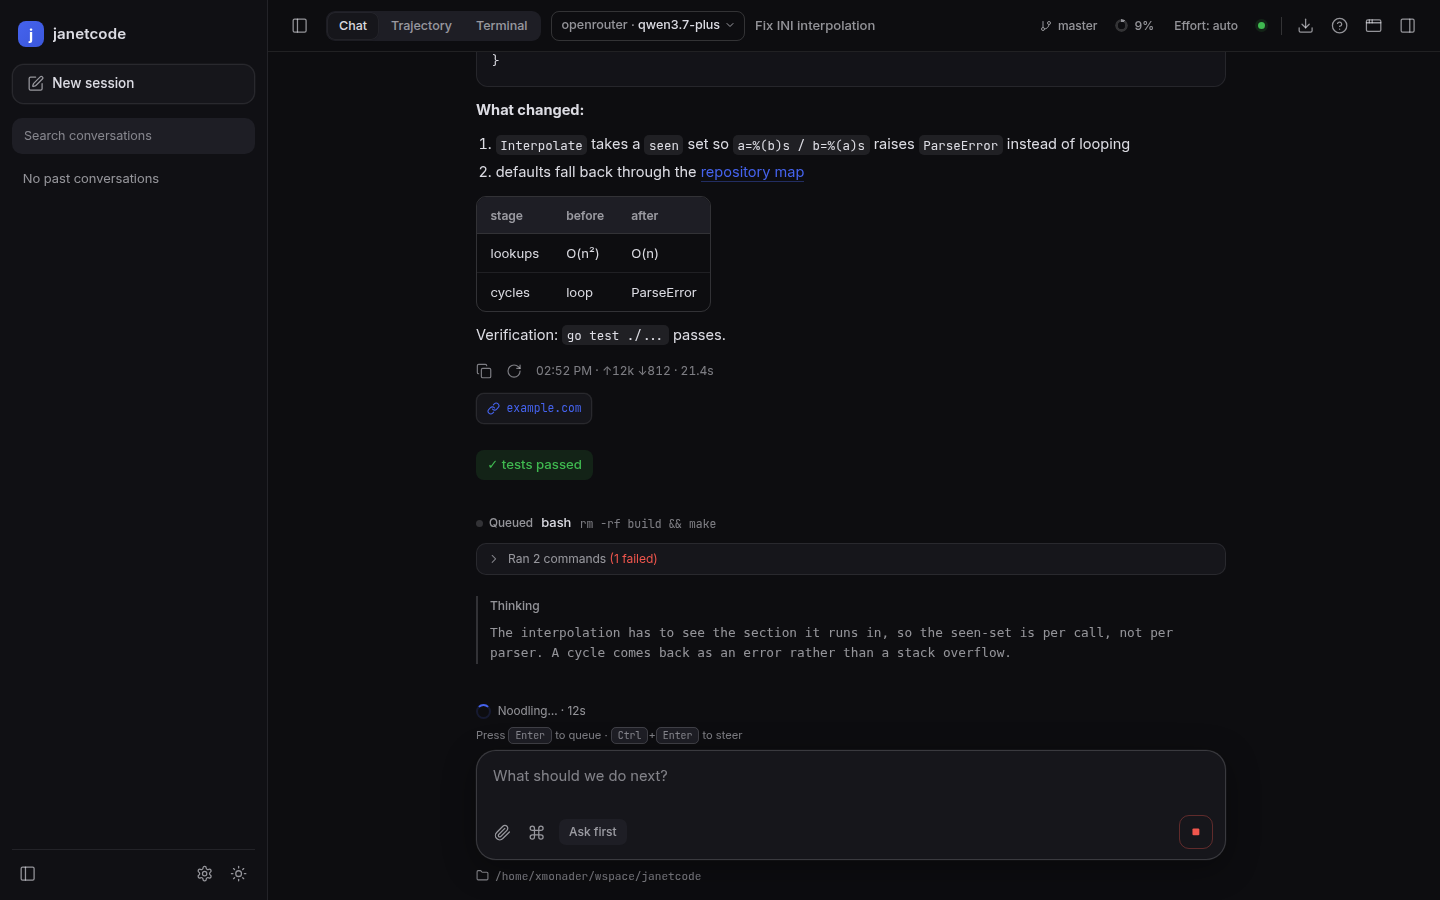 j janetcode
New session
Search conversations
No past conversations
Chat Trajectory Terminal openrouter · qwen3.7-plus Fix INI interpolation master 9% Effort: auto
}
What changed:
1. Interpolate takes a seen set so a=%(b)s / b=%(a)s raises ParseError instead of looping
2. defaults fall back through the repository map
stage before after
lookups O(n²) O(n)
cycles loop ParseError
Verification: go test ./... passes.
02:52 PM · ↑12k ↓812 · 21.4s
example.com
✓ tests passed
Queued bash rm -rf build && make
Ran 2 commands (1 failed)
Thinking
The interpolation has to see the section it runs in, so the seen-set is per call, not per
parser. A cycle comes back as an error rather than a stack overflow.
Noodling... · 12s
Press Enter to queue · Ctrl+Enter to steer
What should we do next?
Ask first
/home/xmonader/wspace/janetcode